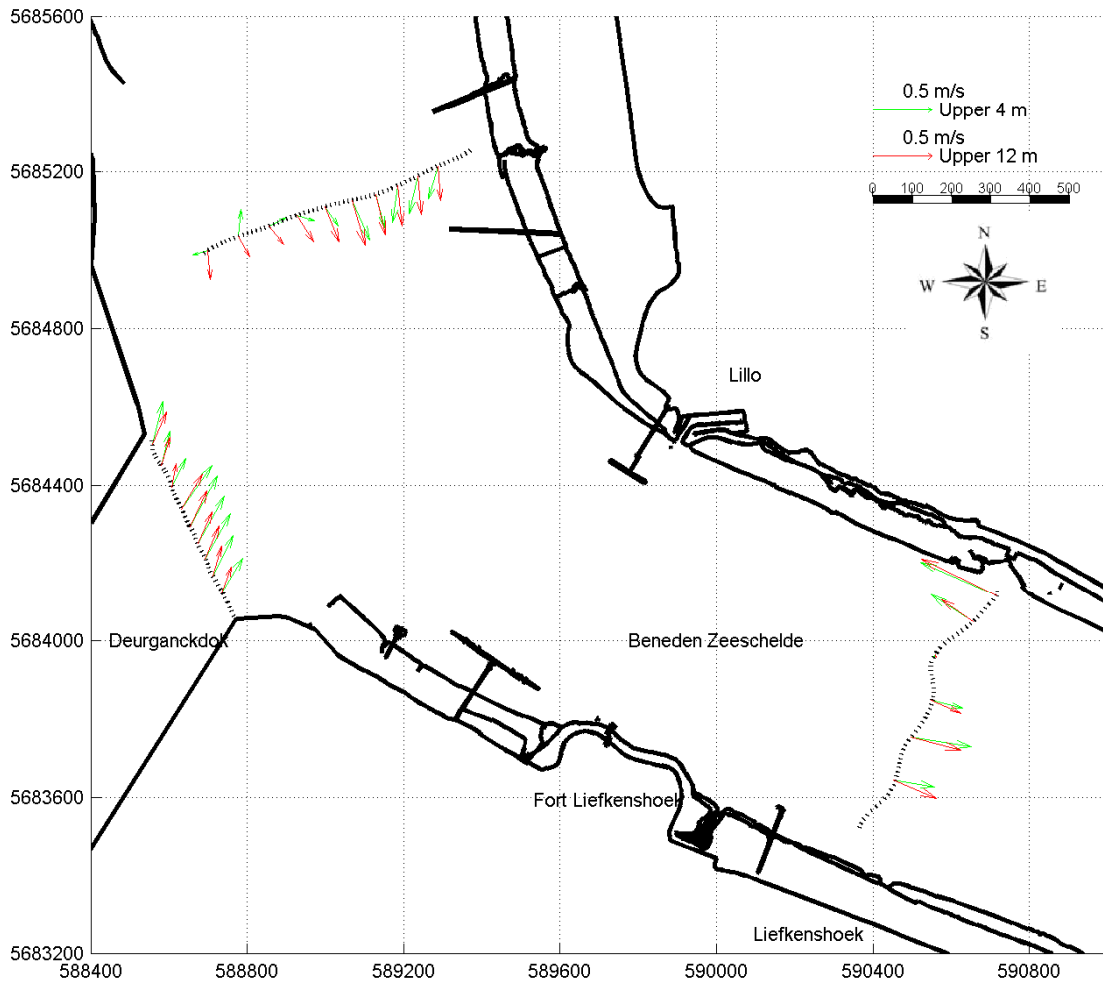 5685600
5685200
5684800
5684400
5684000
5683600
5683200
588400 588800 589200 589600 590000 590400 590800
0.5 m/s
Upper 4 m
0.5 m/s
Upper 12 m
0 100 200 300 400 500
N
W E
S
Lillo
Deurganckdok
Beneden Zeeschelde
Fort Liefkenshoek
Liefkenshoek